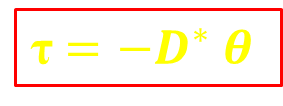 τ = −D* θ